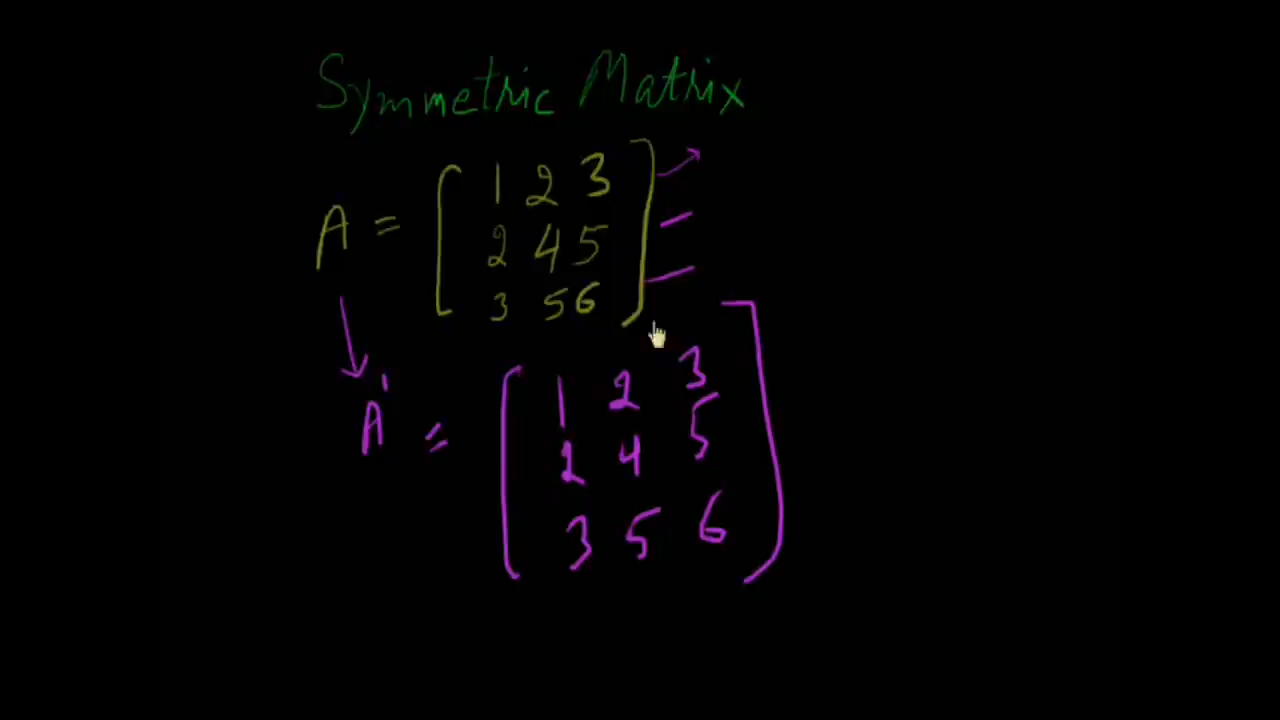 Symmetric Matrix
A = [ 1 2 3
2 4 5
3 5 6 ]
A' = [ 1 2 3
2 4 5
3 5 6 ]